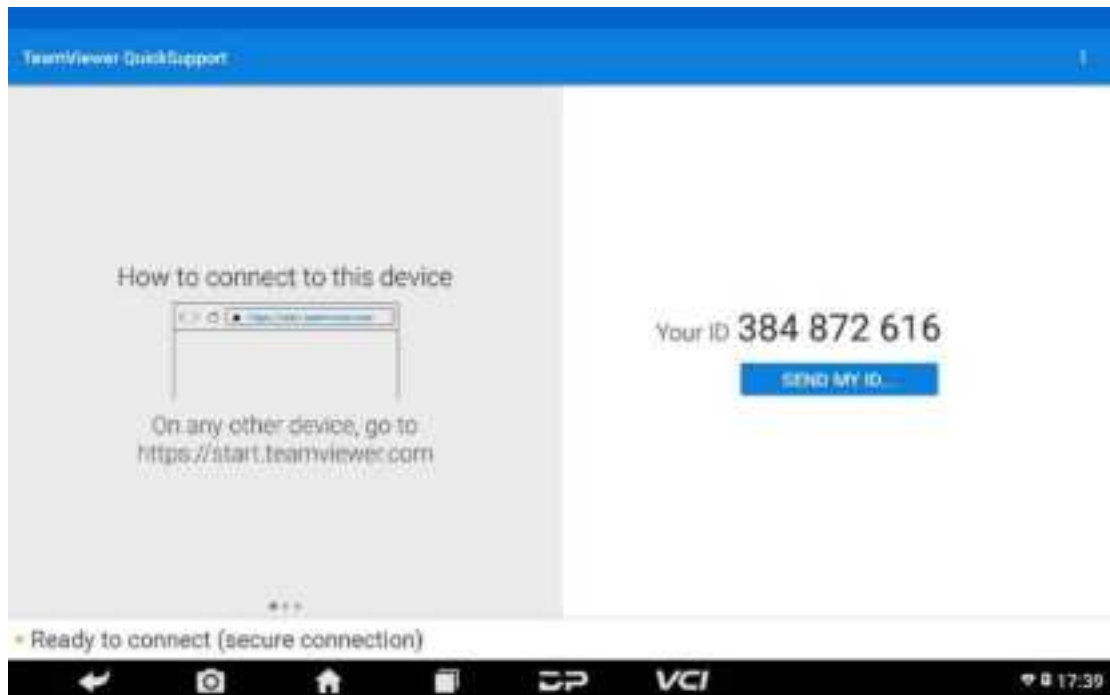 TeamViewer QuickSupport
How to connect to this device
On any other device, go to
https://start.teamviewer.com
Your ID 384 872 616
SEND MY ID...
Ready to connect (secure connection)
VCI
17:39